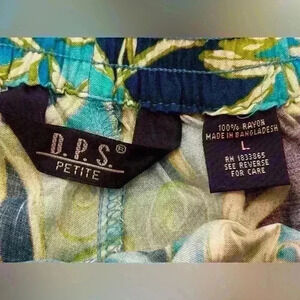 D.P.S.®
PETITE
100% RAYON
MADE IN BANGLADESH
L
RN 1833865
SEE REVERSE
FOR CARE